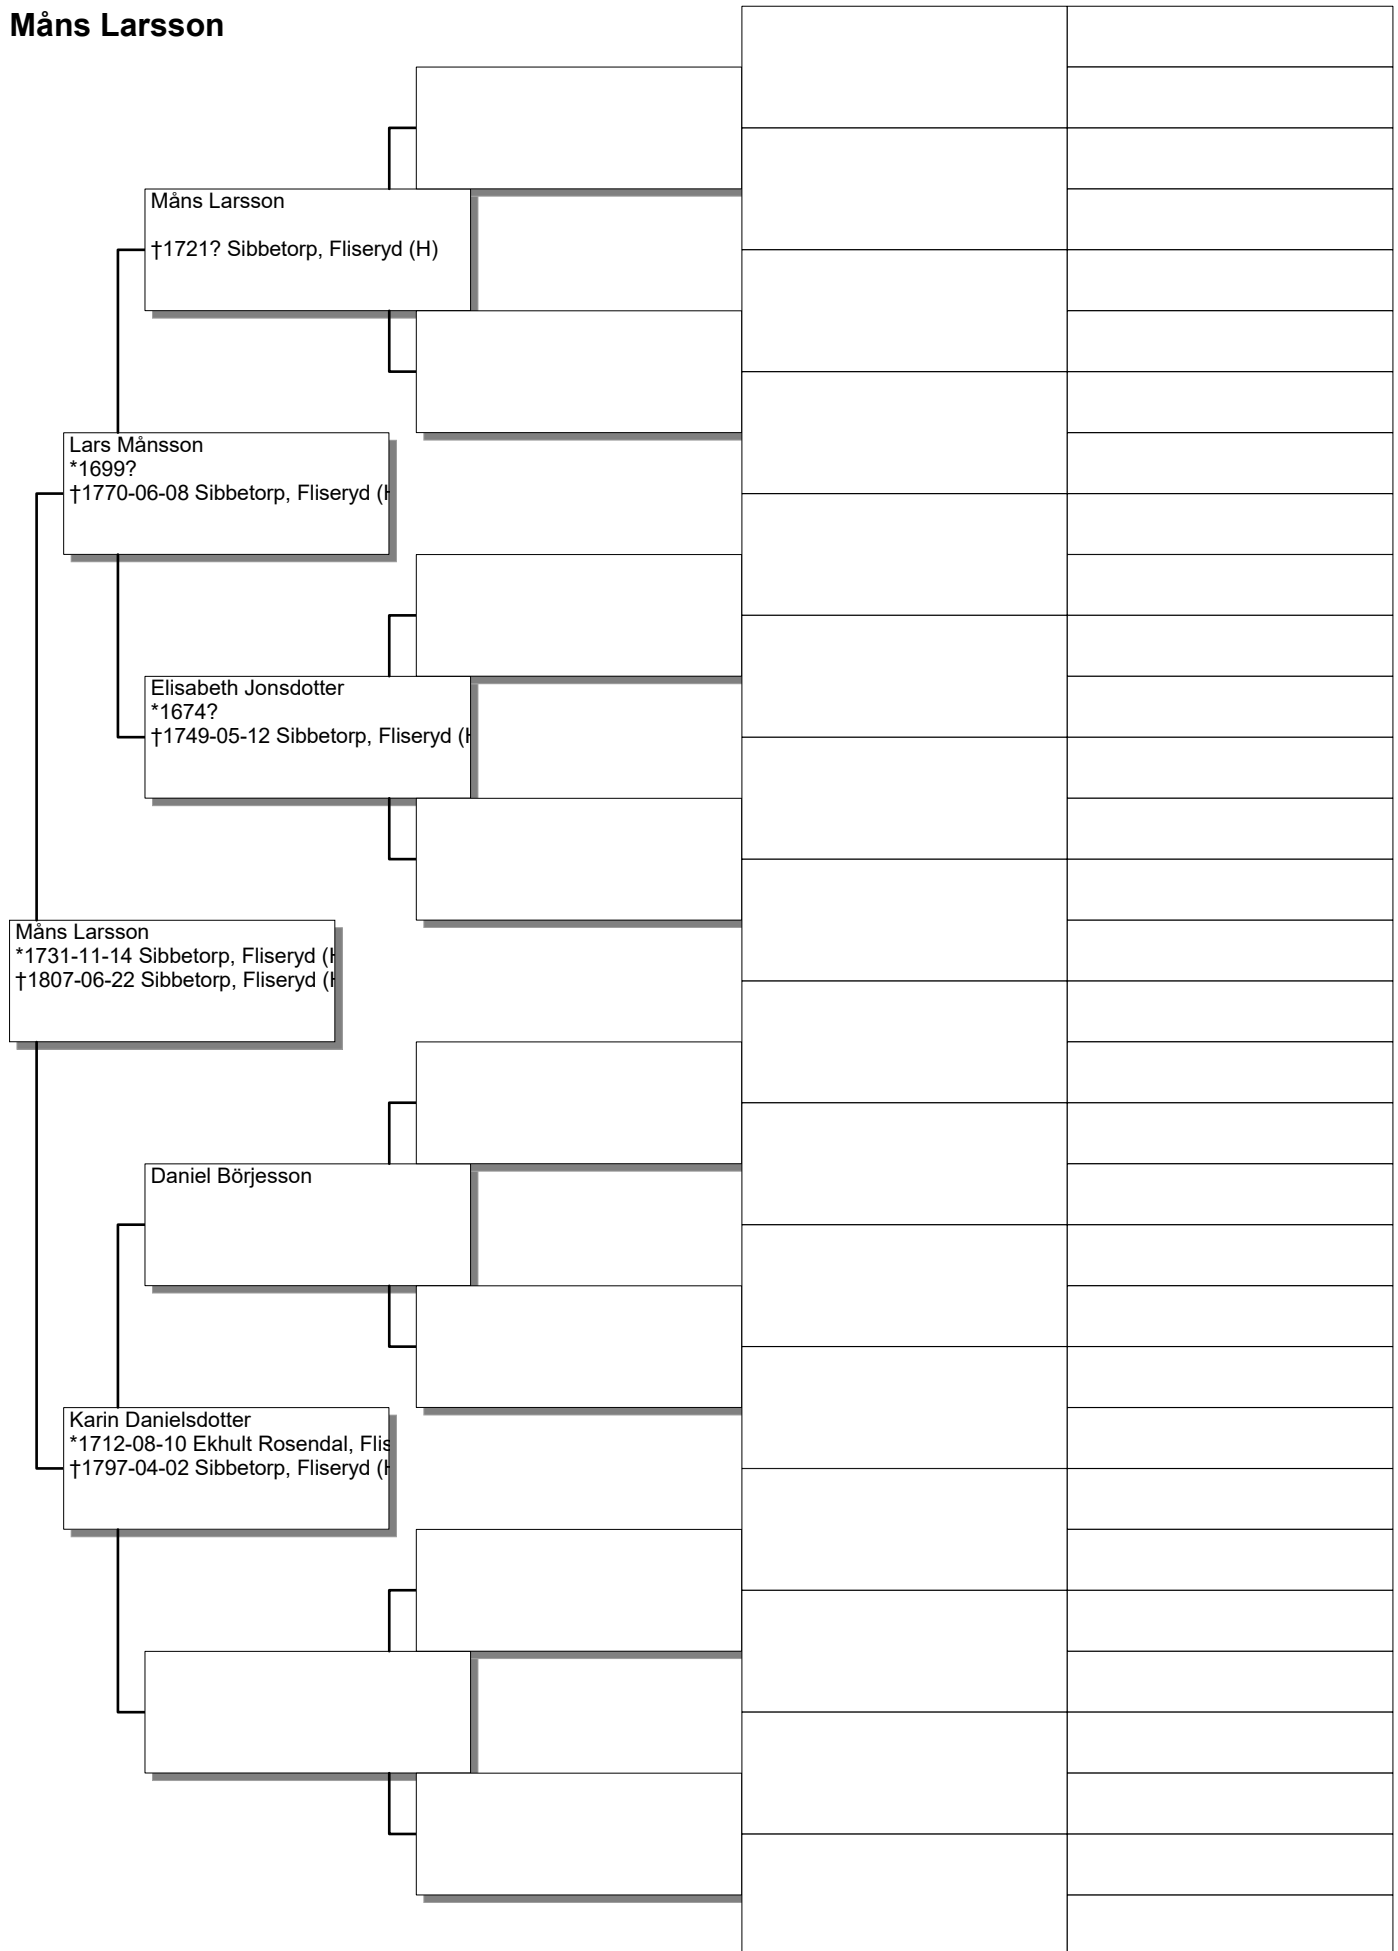 Måns Larsson
Måns Larsson
†1721? Sibbetorp, Fliseryd (H)
Lars Månsson
*1699?
†1770-06-08 Sibbetorp, Fliseryd (H
Elisabeth Jonsdotter
*1674?
†1749-05-12 Sibbetorp, Fliseryd (H
Måns Larsson
*1731-11-14 Sibbetorp, Fliseryd (H
†1807-06-22 Sibbetorp, Fliseryd (H
Daniel Börjesson
Karin Danielsdotter
*1712-08-10 Ekhult Rosendal, Flis
†1797-04-02 Sibbetorp, Fliseryd (H